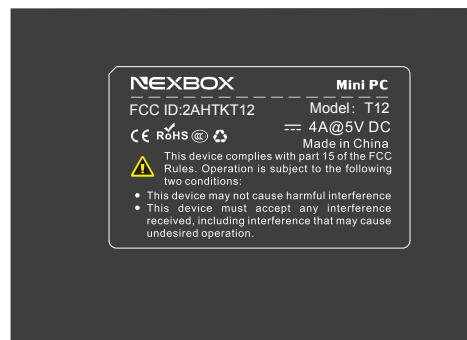 NEXBOX Mini PC
FCC ID:2AHTKT12 Model: T12
CE RoHS CCC 4A@5V DC
Made in China
This device complies with part 15 of the FCC
Rules. Operation is subject to the following
two conditions:
• This device may not cause harmful interference
• This device must accept any interference
received, including interference that may cause
undesired operation.